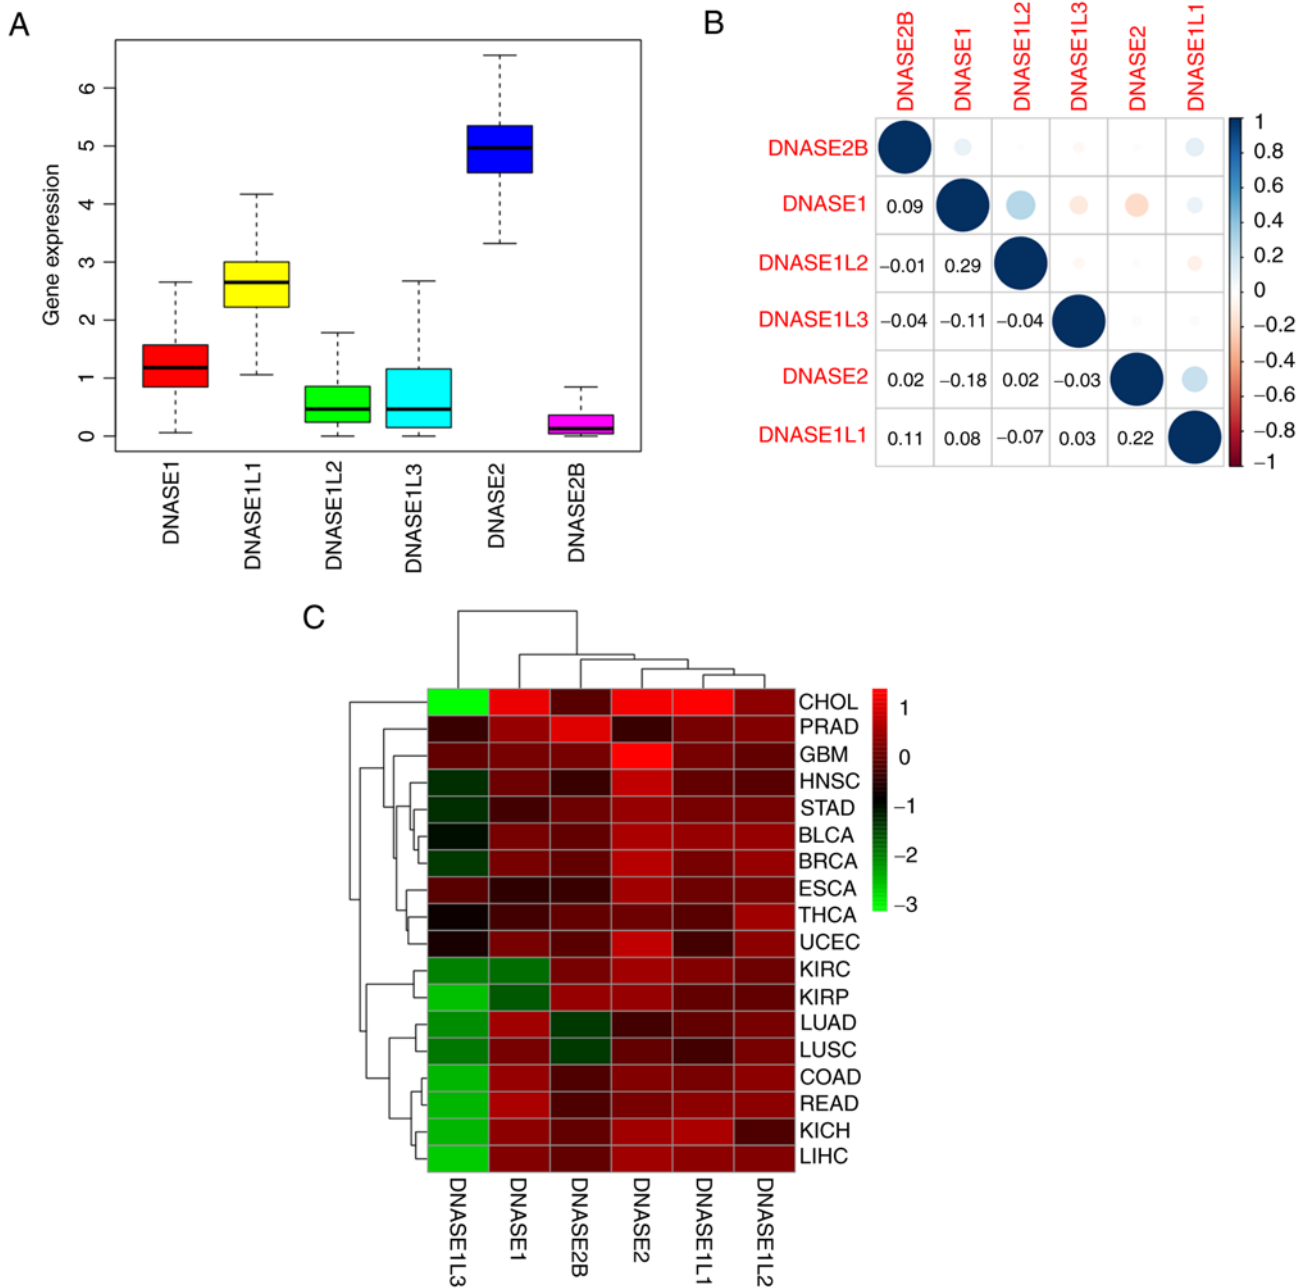 A
Gene expression
6
5
4
3
2
1
0
DNASE1
DNASE1L1
DNASE1L2
DNASE1L3
DNASE2
DNASE2B
B
DNASE2B
DNASE1
DNASE1L2
DNASE1L3
DNASE2
DNASE1L1
DNASE2B
DNASE1 0.09
DNASE1L2 −0.01 0.29
DNASE1L3 −0.04 −0.11 −0.04
DNASE2 0.02 −0.18 0.02 −0.03
DNASE1L1 0.11 0.08 −0.07 0.03 0.22
1
0.8
0.6
0.4
0.2
0
−0.2
−0.4
−0.6
−0.8
−1
C
CHOL
PRAD
GBM
HNSC
STAD
BLCA
BRCA
ESCA
THCA
UCEC
KIRC
KIRP
LUAD
LUSC
COAD
READ
KICH
LIHC
1
0
−1
−2
−3
DNASE1L3
DNASE1
DNASE2B
DNASE2
DNASE1L1
DNASE1L2